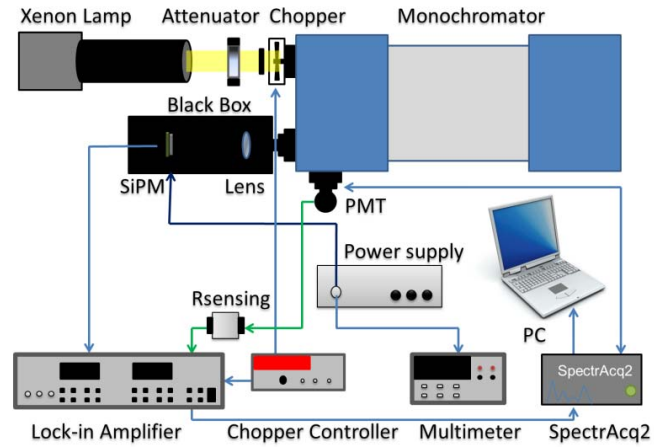 Xenon Lamp Attenuator Chopper Monochromator
Black Box
SiPM Lens
PMT
Power supply
Rsensing
PC
SpectrAcq2
Lock-in Amplifier Chopper Controller Multimeter SpectrAcq2